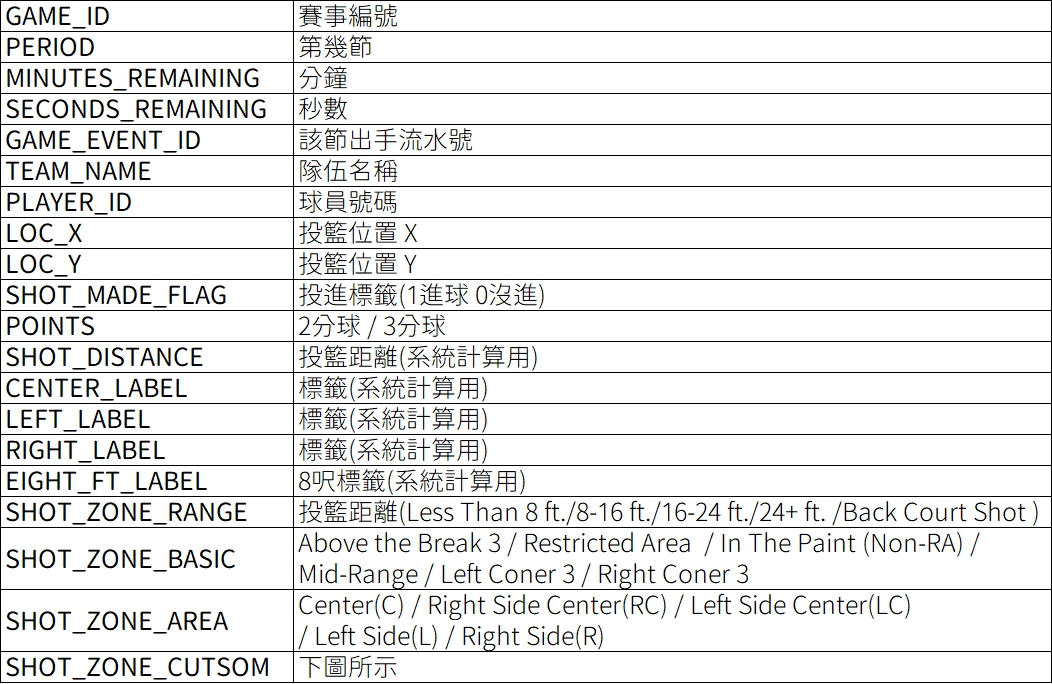 GAME_ID 賽事編號
PERIOD 第幾節
MINUTES_REMAINING 分鐘
SECONDS_REMAINING 秒數
GAME_EVENT_ID 該節出手流水號
TEAM_NAME 隊伍名稱
PLAYER_ID 球員號碼
LOC_X 投籃位置 X
LOC_Y 投籃位置 Y
SHOT_MADE_FLAG 投進標籤(1進球 0沒進)
POINTS 2分球 / 3分球
SHOT_DISTANCE 投籃距離(系統計算用)
CENTER_LABEL 標籤(系統計算用)
LEFT_LABEL 標籤(系統計算用)
RIGHT_LABEL 標籤(系統計算用)
EIGHT_FT_LABEL 8呎標籤(系統計算用)
SHOT_ZONE_RANGE 投籃距離(Less Than 8 ft./8-16 ft./16-24 ft./24+ ft. /Back Court Shot )
SHOT_ZONE_BASIC Above the Break 3 / Restricted Area / In The Paint (Non-RA) /
Mid-Range / Left Coner 3 / Right Coner 3
SHOT_ZONE_AREA Center(C) / Right Side Center(RC) / Left Side Center(LC)
/ Left Side(L) / Right Side(R)
SHOT_ZONE_CUTSOM 下圖所示